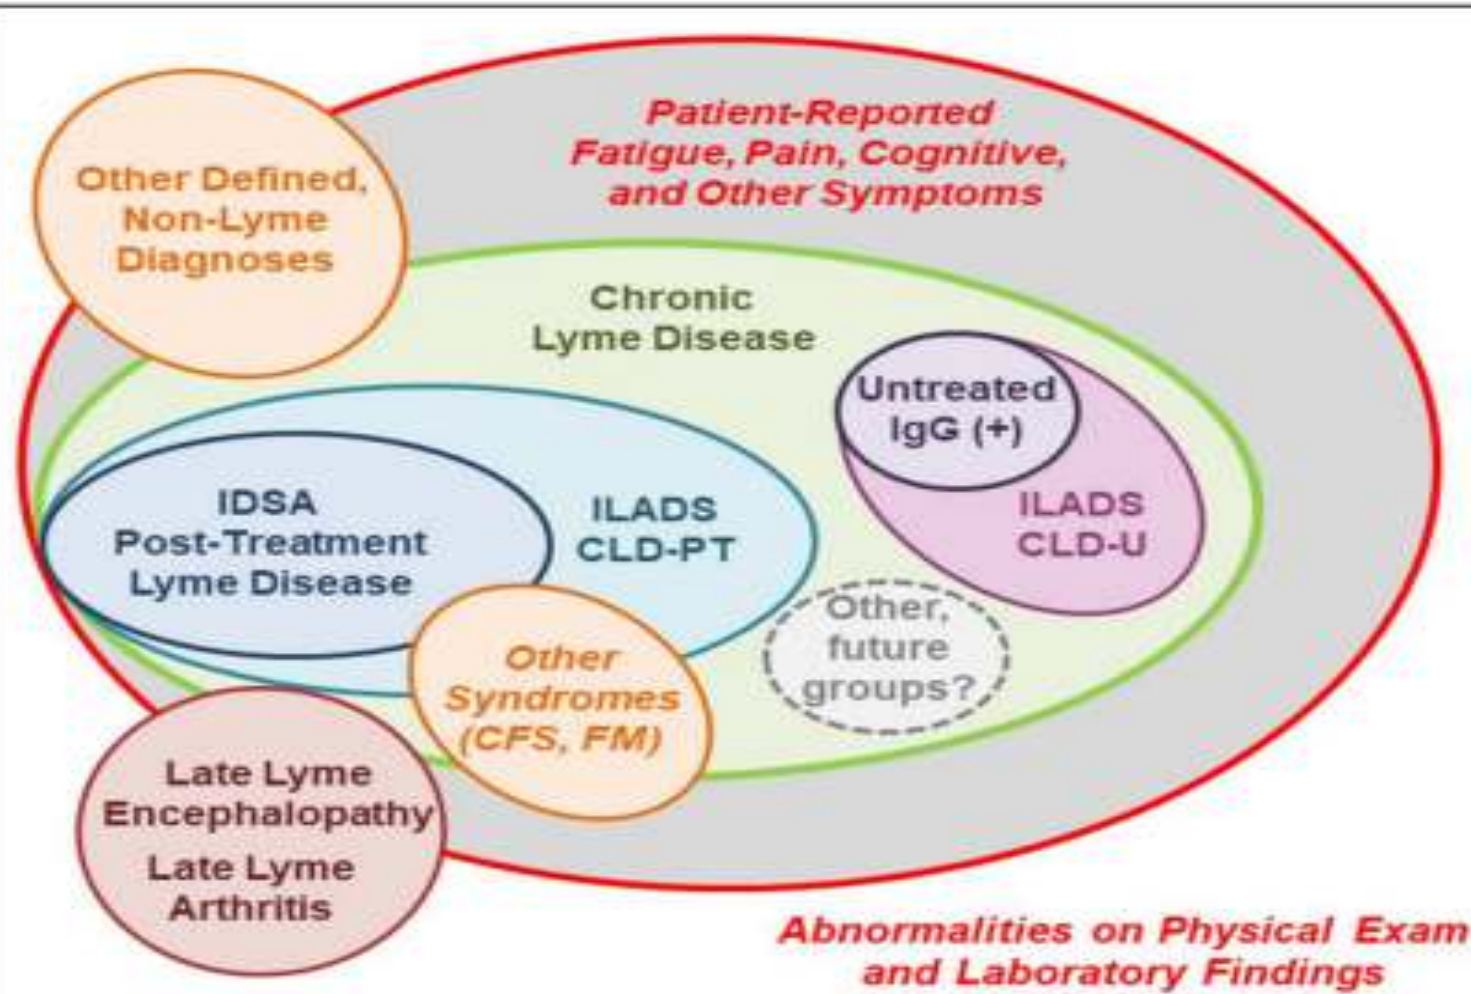 Patient-Reported
Fatigue, Pain, Cognitive,
and Other Symptoms
Other Defined,
Non-Lyme
Diagnoses
Chronic
Lyme Disease
Untreated
IgG (+)
ILADS
CLD-U
IDSA
Post-Treatment
Lyme Disease
ILADS
CLD-PT
Other,
future
groups?
Other
Syndromes
(CFS, FM)
Late Lyme
Encephalopathy
Late Lyme
Arthritis
Abnormalities on Physical Exam
and Laboratory Findings